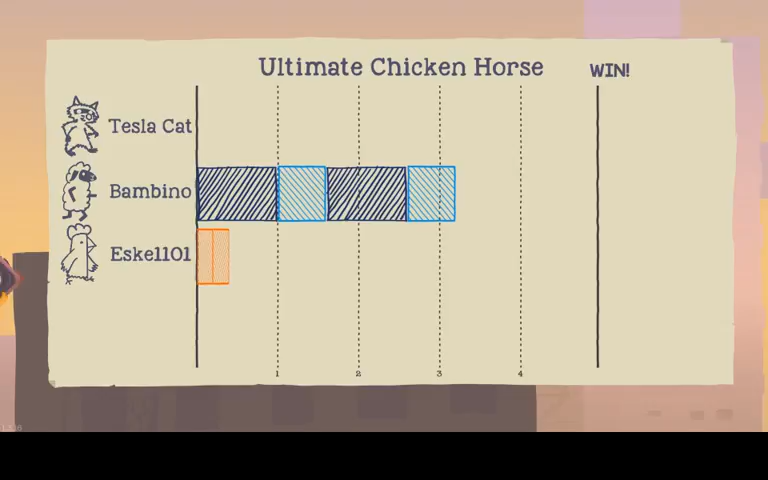 Ultimate Chicken Horse
WIN!
Tesla Cat
Bambino
Eske1101
1 2 3 4